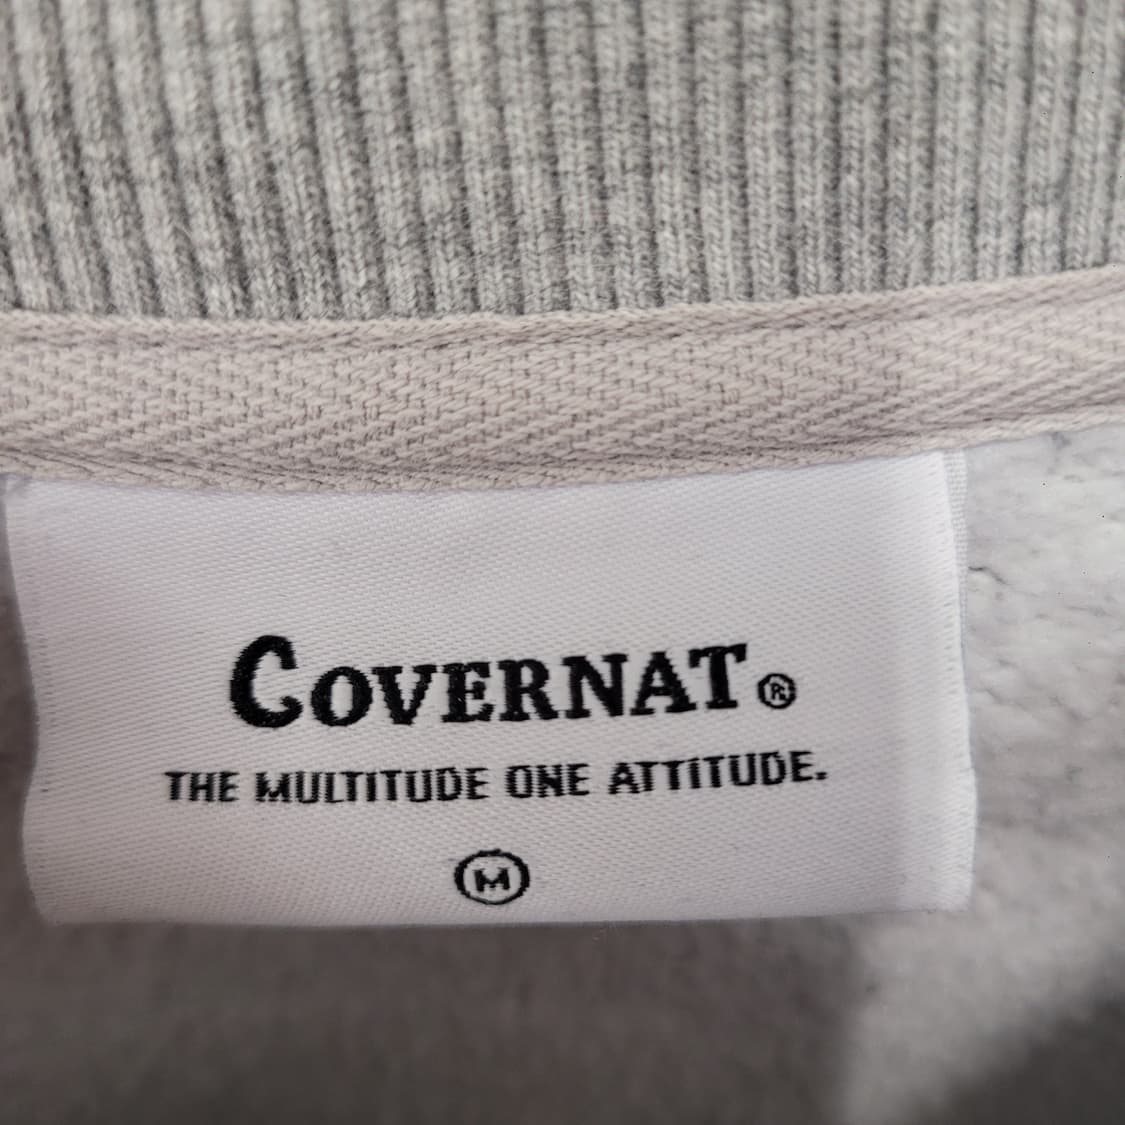 COVERNAT®
THE MULTITUDE ONE ATTITUDE.
M